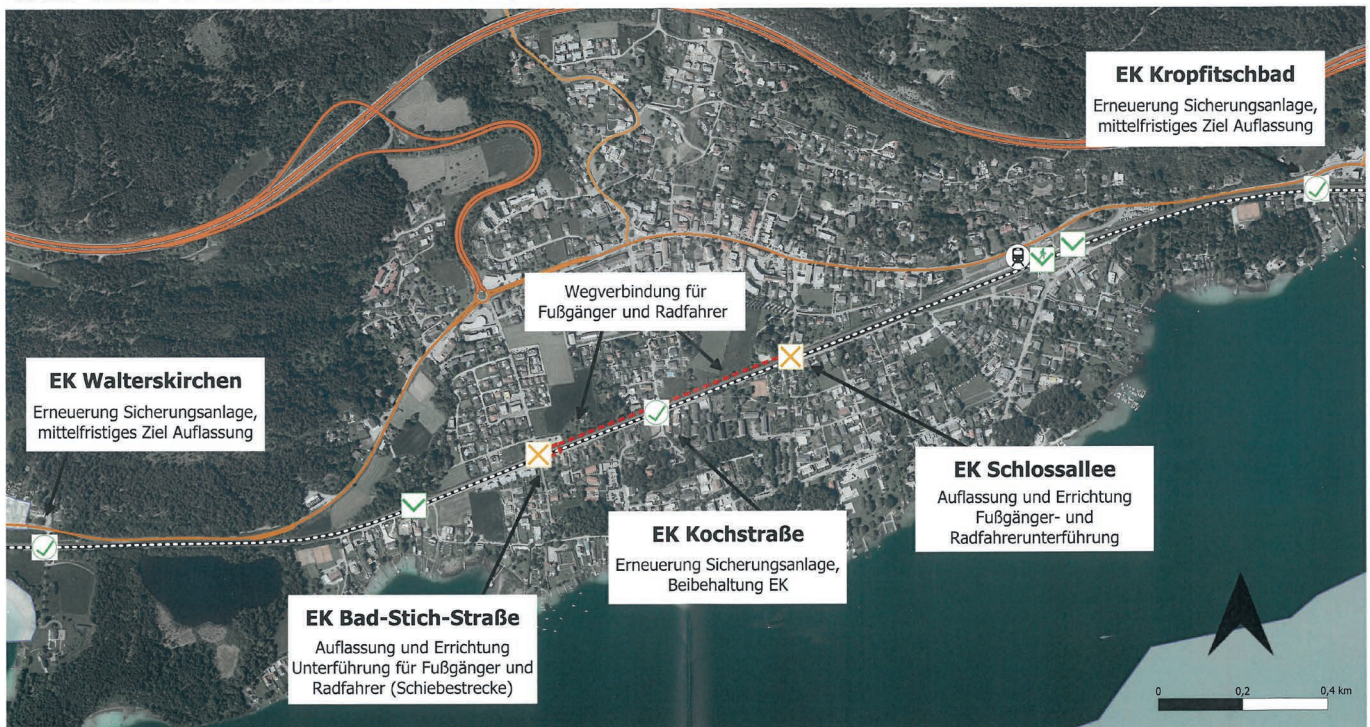 EK Kropfitschbad
Erneuerung Sicherungsanlage,
mittelfristiges Ziel Auflassung
Wegverbindung für
Fußgänger und Radfahrer
EK Walterskirchen
Erneuerung Sicherungsanlage,
mittelfristiges Ziel Auflassung
EK Schlossallee
Auflassung und Errichtung
Fußgänger- und
Radfahrerunterführung
EK Kochstraße
Erneuerung Sicherungsanlage,
Beibehaltung EK
EK Bad-Stich-Straße
Auflassung und Errichtung
Unterführung für Fußgänger und
Radfahrer (Schiebestrecke)
0 0,2 0,4 km